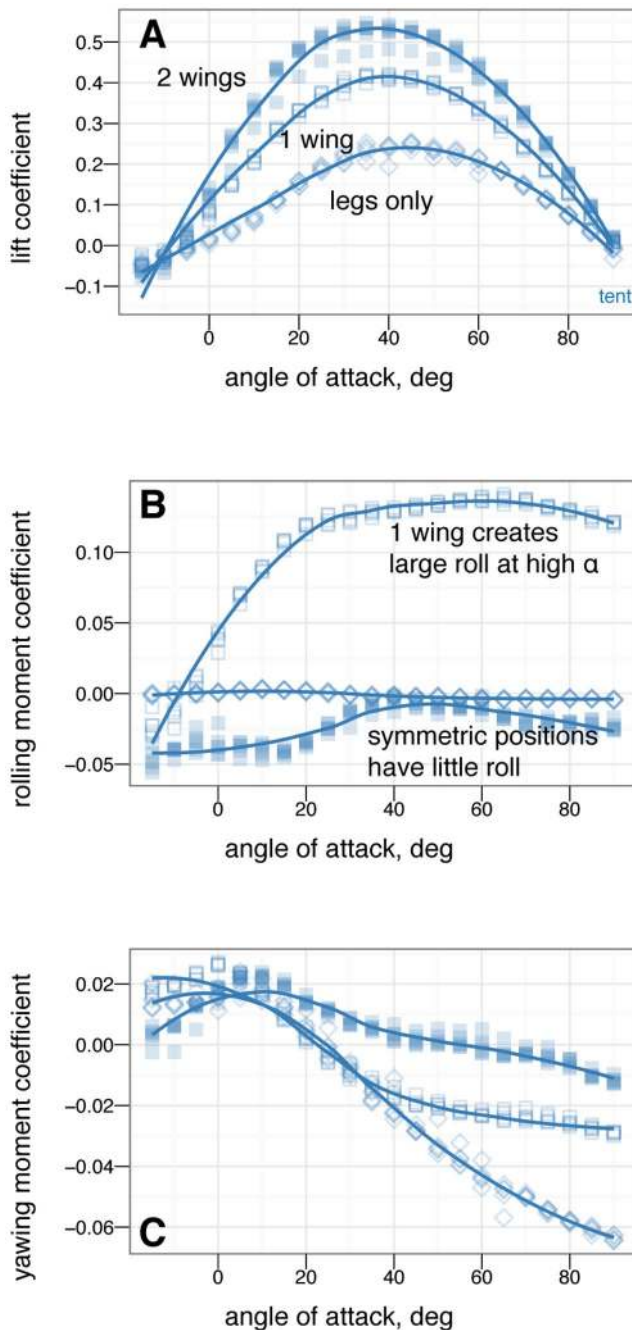 A
0.5
0.4
0.3
0.2
0.1
0.0
−0.1
lift coefficient
2 wings
1 wing
legs only
tent
0
20
40
60
80
angle of attack, deg
B
0.10
0.05
0.00
−0.05
rolling moment coefficient
1 wing creates
large roll at high α
symmetric positions
have little roll
0
20
40
60
80
angle of attack, deg
0.02
0.00
−0.02
−0.04
−0.06
yawing moment coefficient
C
0
20
40
60
80
angle of attack, deg